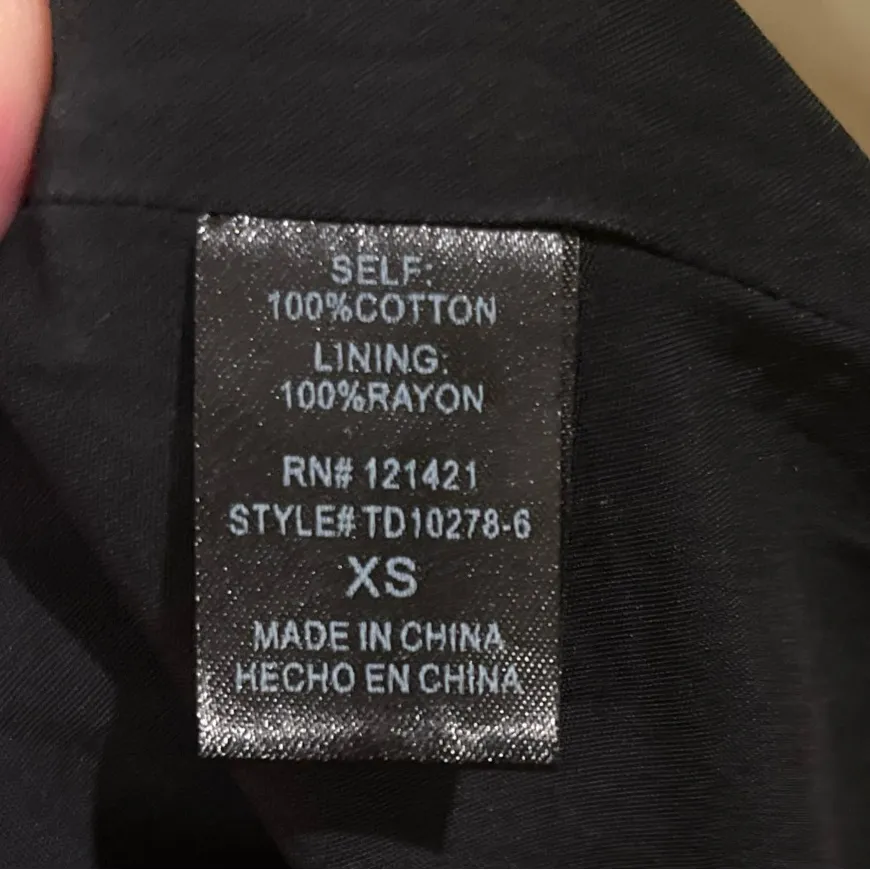 SELF:
100%COTTON
LINING:
100%RAYON
RN# 121421
STYLE# TD10278-6
XS
MADE IN CHINA
HECHO EN CHINA